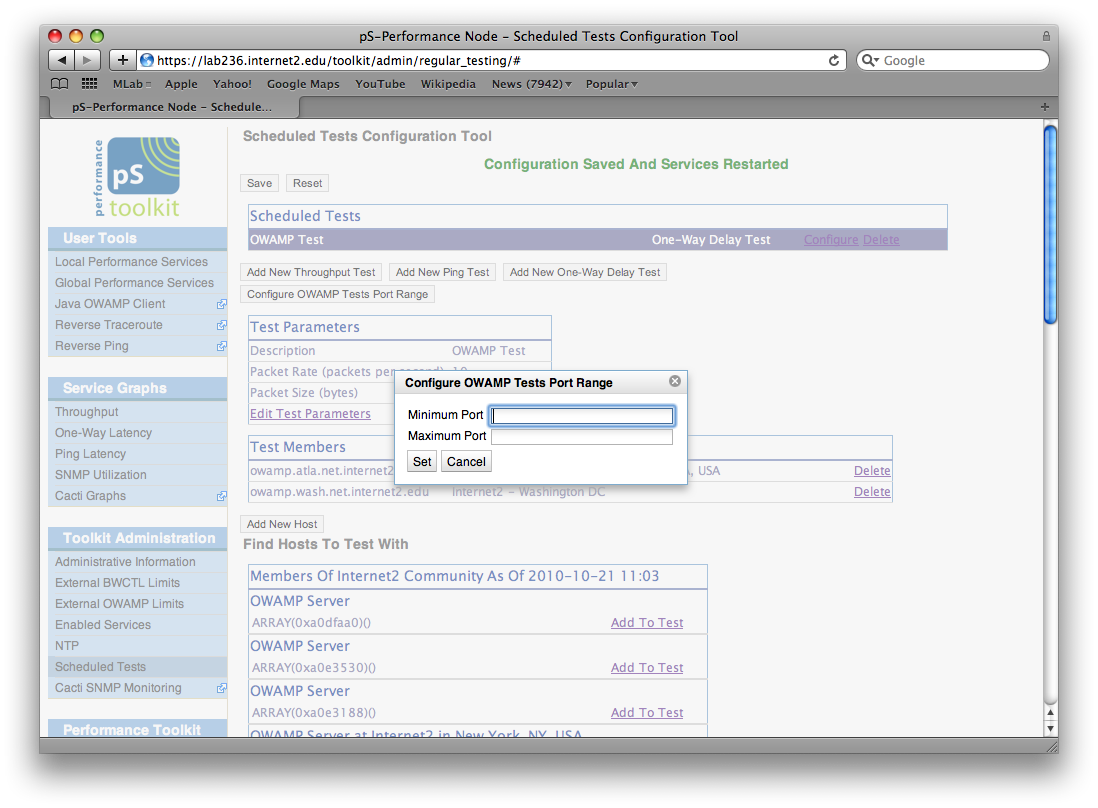 pS-Performance Node – Scheduled Tests Configuration Tool
https://lab236.internet2.edu/toolkit/admin/regular_testing/#
Google
MLab Apple Yahoo! Google Maps YouTube Wikipedia News (7942) Popular
pS-Performance Node – Schedule...
performance
pS
toolkit
User Tools
Local Performance Services
Global Performance Services
Java OWAMP Client
Reverse Traceroute
Reverse Ping
Service Graphs
Throughput
One-Way Latency
Ping Latency
SNMP Utilization
Cacti Graphs
Toolkit Administration
Administrative Information
External BWCTL Limits
External OWAMP Limits
Enabled Services
NTP
Scheduled Tests
Cacti SNMP Monitoring
Performance Toolkit
Scheduled Tests Configuration Tool
Configuration Saved And Services Restarted
Save Reset
Scheduled Tests
OWAMP Test One-Way Delay Test Configure Delete
Add New Throughput Test Add New Ping Test Add New One-Way Delay Test
Configure OWAMP Tests Port Range
Test Parameters
Description OWAMP Test
Packet Rate (packets per second) 10
Packet Size (bytes)
Edit Test Parameters
Configure OWAMP Tests Port Range
Minimum Port
Maximum Port
Set Cancel
Test Members
owamp.atla.net.internet2 , USA Delete
owamp.wash.net.internet2.edu Internet2 – Washington DC Delete
Add New Host
Find Hosts To Test With
Members Of Internet2 Community As Of 2010-10-21 11:03
OWAMP Server
ARRAY(0xa0dfaa0)() Add To Test
OWAMP Server
ARRAY(0xa0e3530)() Add To Test
OWAMP Server
ARRAY(0xa0e3188)() Add To Test
OWAMP Server at Internet2 in New York, NY, USA